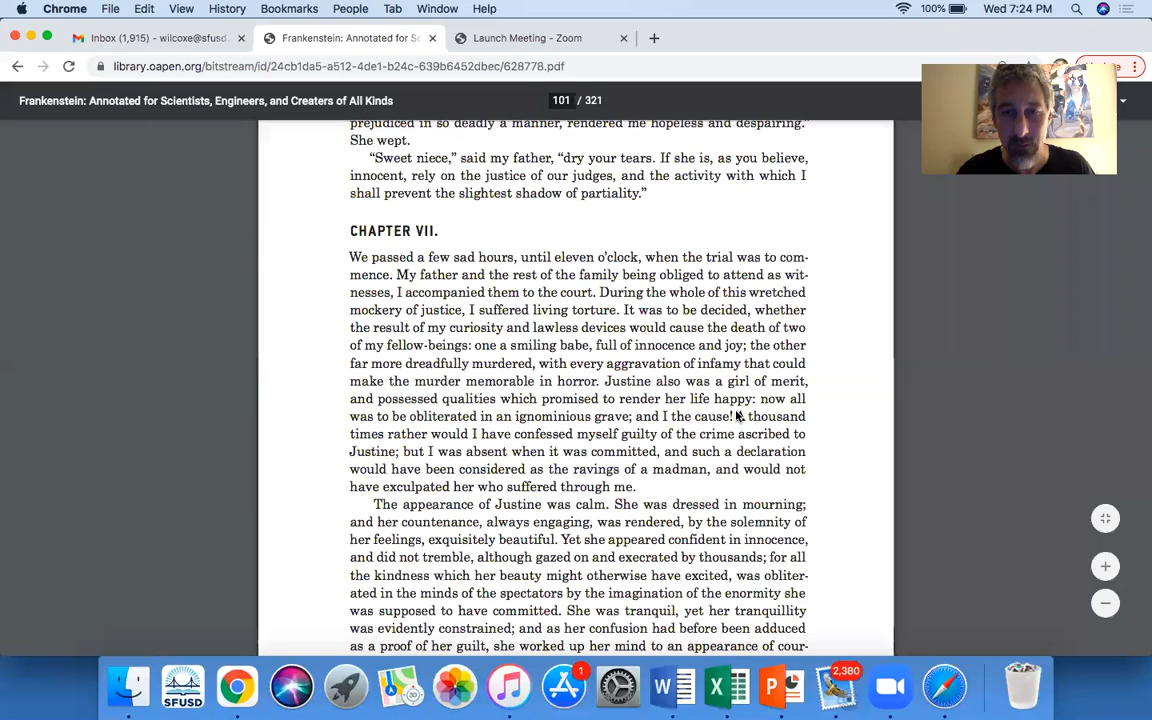 Chrome File Edit View History Bookmarks People Tab Window Help 100% Wed 7:24 PM
Inbox (1,915) - wilcoxe@sfusd. Frankenstein: Annotated for Sc Launch Meeting - Zoom
library.oapen.org/bitstream/id/24cb1da5-a512-4de1-b24c-639b6452dbec/628778.pdf
Frankenstein: Annotated for Scientists, Engineers, and Creaters of All Kinds 101 / 321
prejudiced in so deadly a manner, rendered me hopeless and despairing."
She wept.
“Sweet niece,” said my father, “dry your tears. If she is, as you believe,
innocent, rely on the justice of our judges, and the activity with which I
shall prevent the slightest shadow of partiality.”
CHAPTER VII.
We passed a few sad hours, until eleven o’clock, when the trial was to com-
mence. My father and the rest of the family being obliged to attend as wit-
nesses, I accompanied them to the court. During the whole of this wretched
mockery of justice, I suffered living torture. It was to be decided, whether
the result of my curiosity and lawless devices would cause the death of two
of my fellow-beings: one a smiling babe, full of innocence and joy; the other
far more dreadfully murdered, with every aggravation of infamy that could
make the murder memorable in horror. Justine also was a girl of merit,
and possessed qualities which promised to render her life happy: now all
was to be obliterated in an ignominious grave; and I the cause! thousand
times rather would I have confessed myself guilty of the crime ascribed to
Justine; but I was absent when it was committed, and such a declaration
would have been considered as the ravings of a madman, and would not
have exculpated her who suffered through me.
The appearance of Justine was calm. She was dressed in mourning;
and her countenance, always engaging, was rendered, by the solemnity of
her feelings, exquisitely beautiful. Yet she appeared confident in innocence,
and did not tremble, although gazed on and execrated by thousands; for all
the kindness which her beauty might otherwise have excited, was obliter-
ated in the minds of the spectators by the imagination of the enormity she
was supposed to have committed. She was tranquil, yet her tranquillity
was evidently constrained; and as her confusion had before been adduced
as a proof of her guilt, she worked up her mind to an appearance of cour-
SFUSD 1 2,380